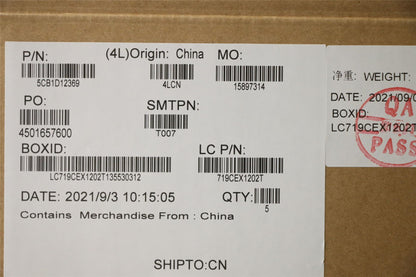 P/N: (4L)Origin: China MO:
5CB1D12369 4LCN 15897314
PO: SMTPN:
4501657600 T007
BOXID: LC P/N:
LC719CEX1202T135530312 719CEX1202T
DATE: 2021/9/3 10:15:05 QTY:
5
Contains Merchandise From : China
SHIPTO:CN
净重: WEIGHT:
DATE: 2021/09/0
BOXID:
LC719CEX1202T
QA
PASS